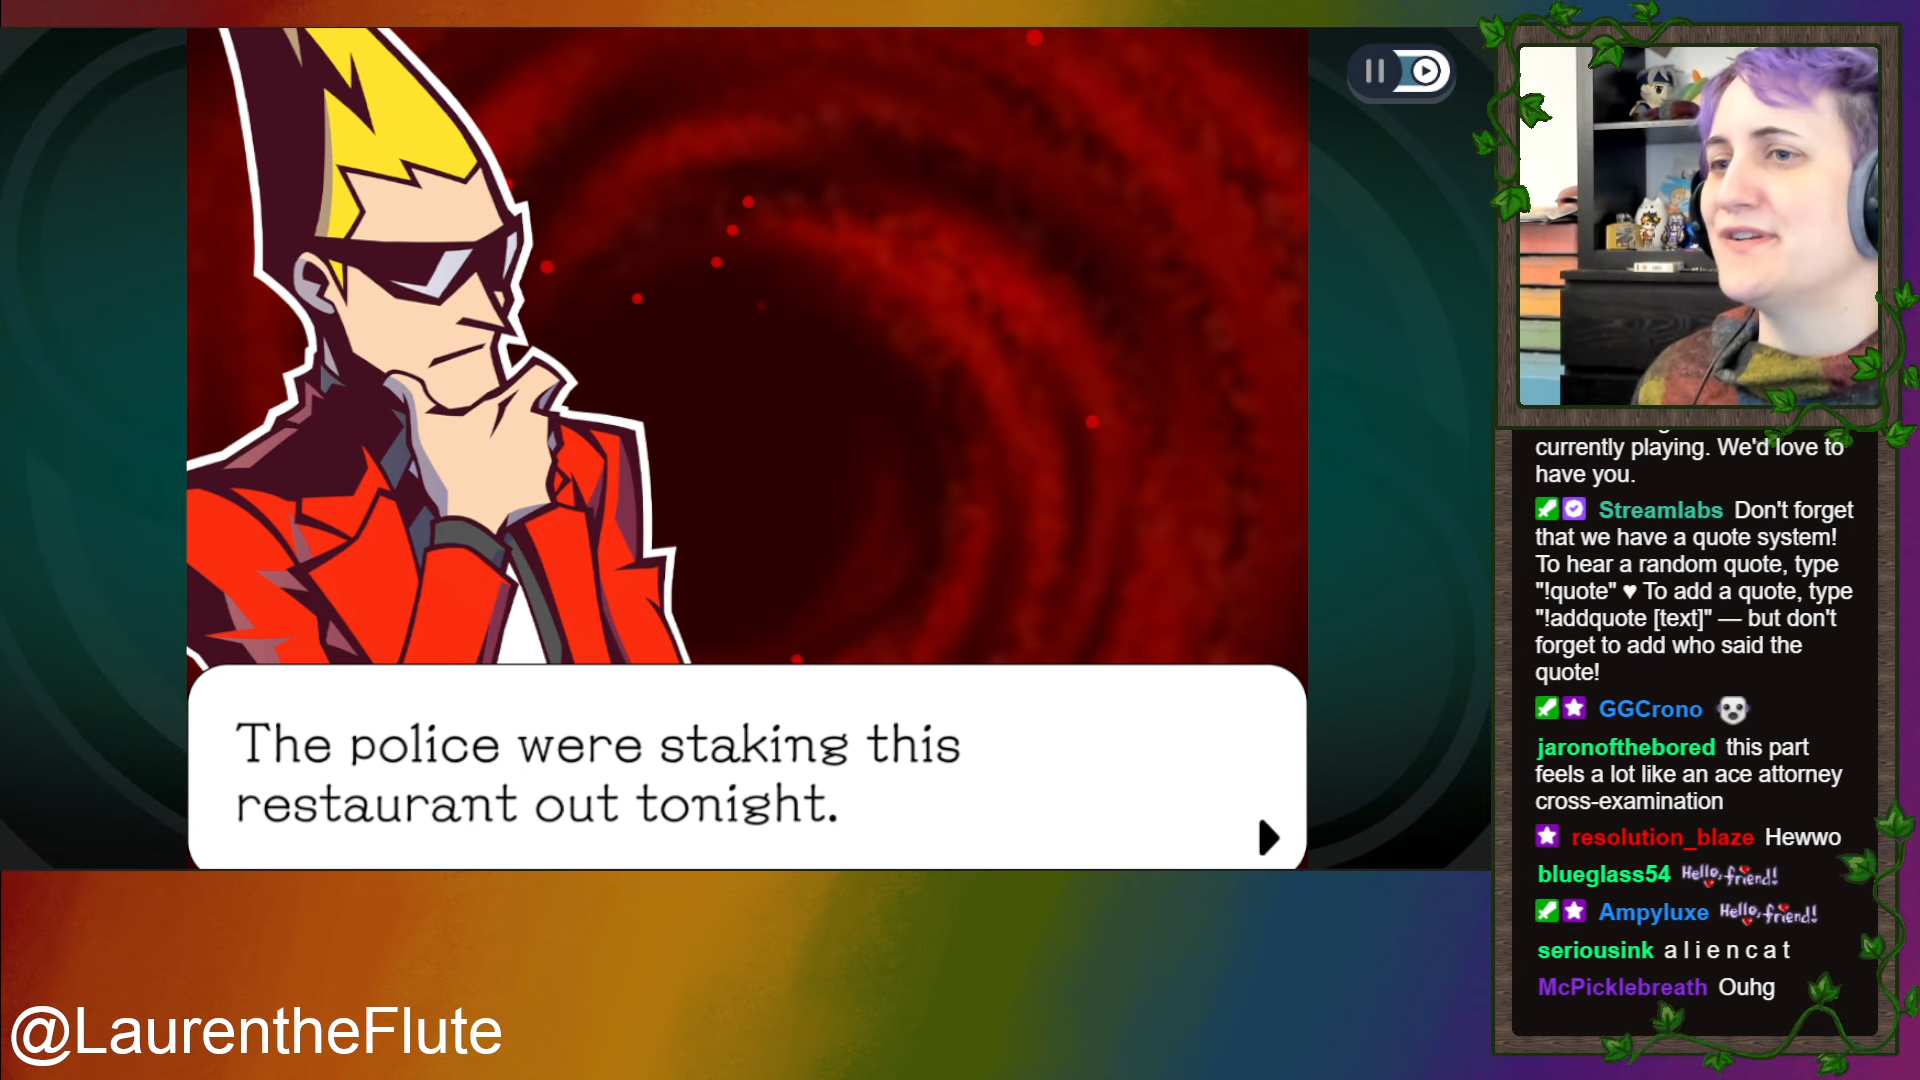 The police were staking this
restaurant out tonight.
@LaurentheFlute
currently playing. We'd love to
have you.
Streamlabs Don't forget
that we have a quote system!
To hear a random quote, type
"!quote" ♥ To add a quote, type
"!addquote [text]" — but don't
forget to add who said the
quote!
GGCrono
jaronofthebored this part
feels a lot like an ace attorney
cross-examination
resolution_blaze Hewwo
blueglass54 Hello, friend!
Ampyluxe Hello, friend!
seriousink a l i e n c a t
McPicklebreath Ouhg